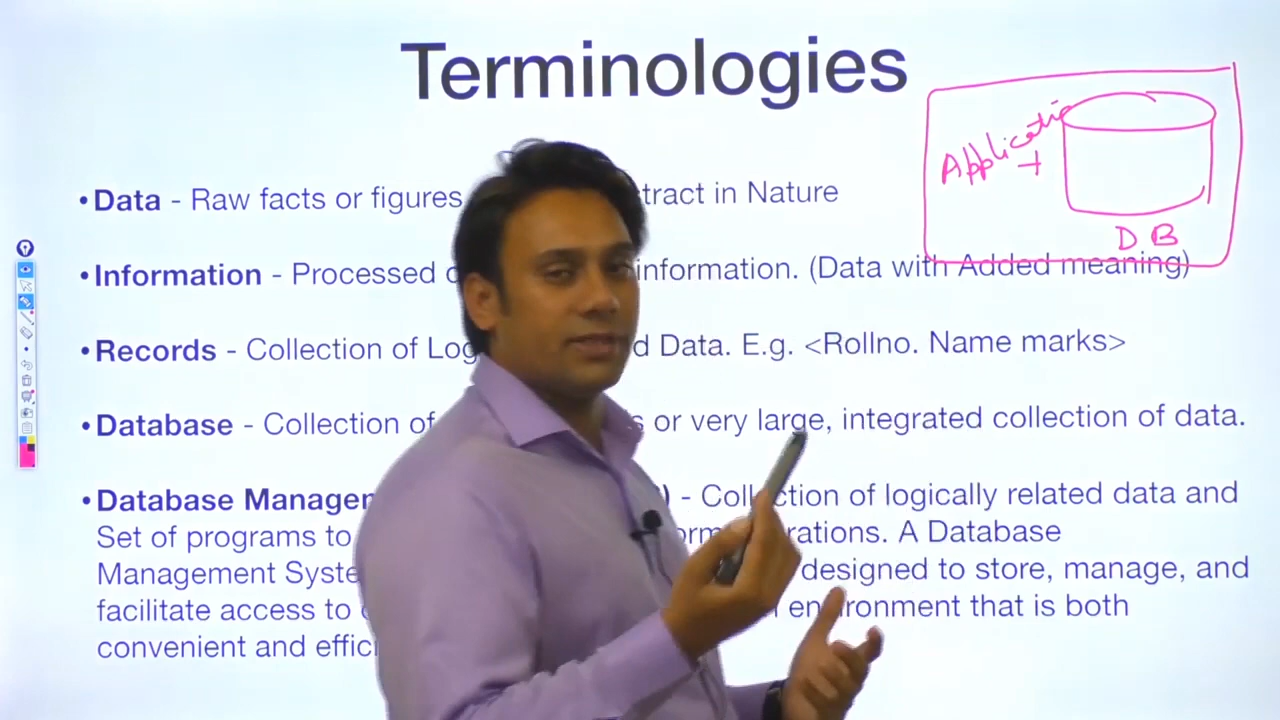 Terminologies
• Data - Raw facts or figures tract in Nature
Application
+
DB
• Information - Processed information. (Data with Added meaning)
• Records - Collection of Log d Data. E.g. <Rollno. Name marks>
• Database - Collection of s or very large, integrated collection of data.
• Database Manage ) - Collection of logically related data and
Set of programs to orm rations. A Database
Management Syste designed to store, manage, and
facilitate access to environment that is both
convenient and effic